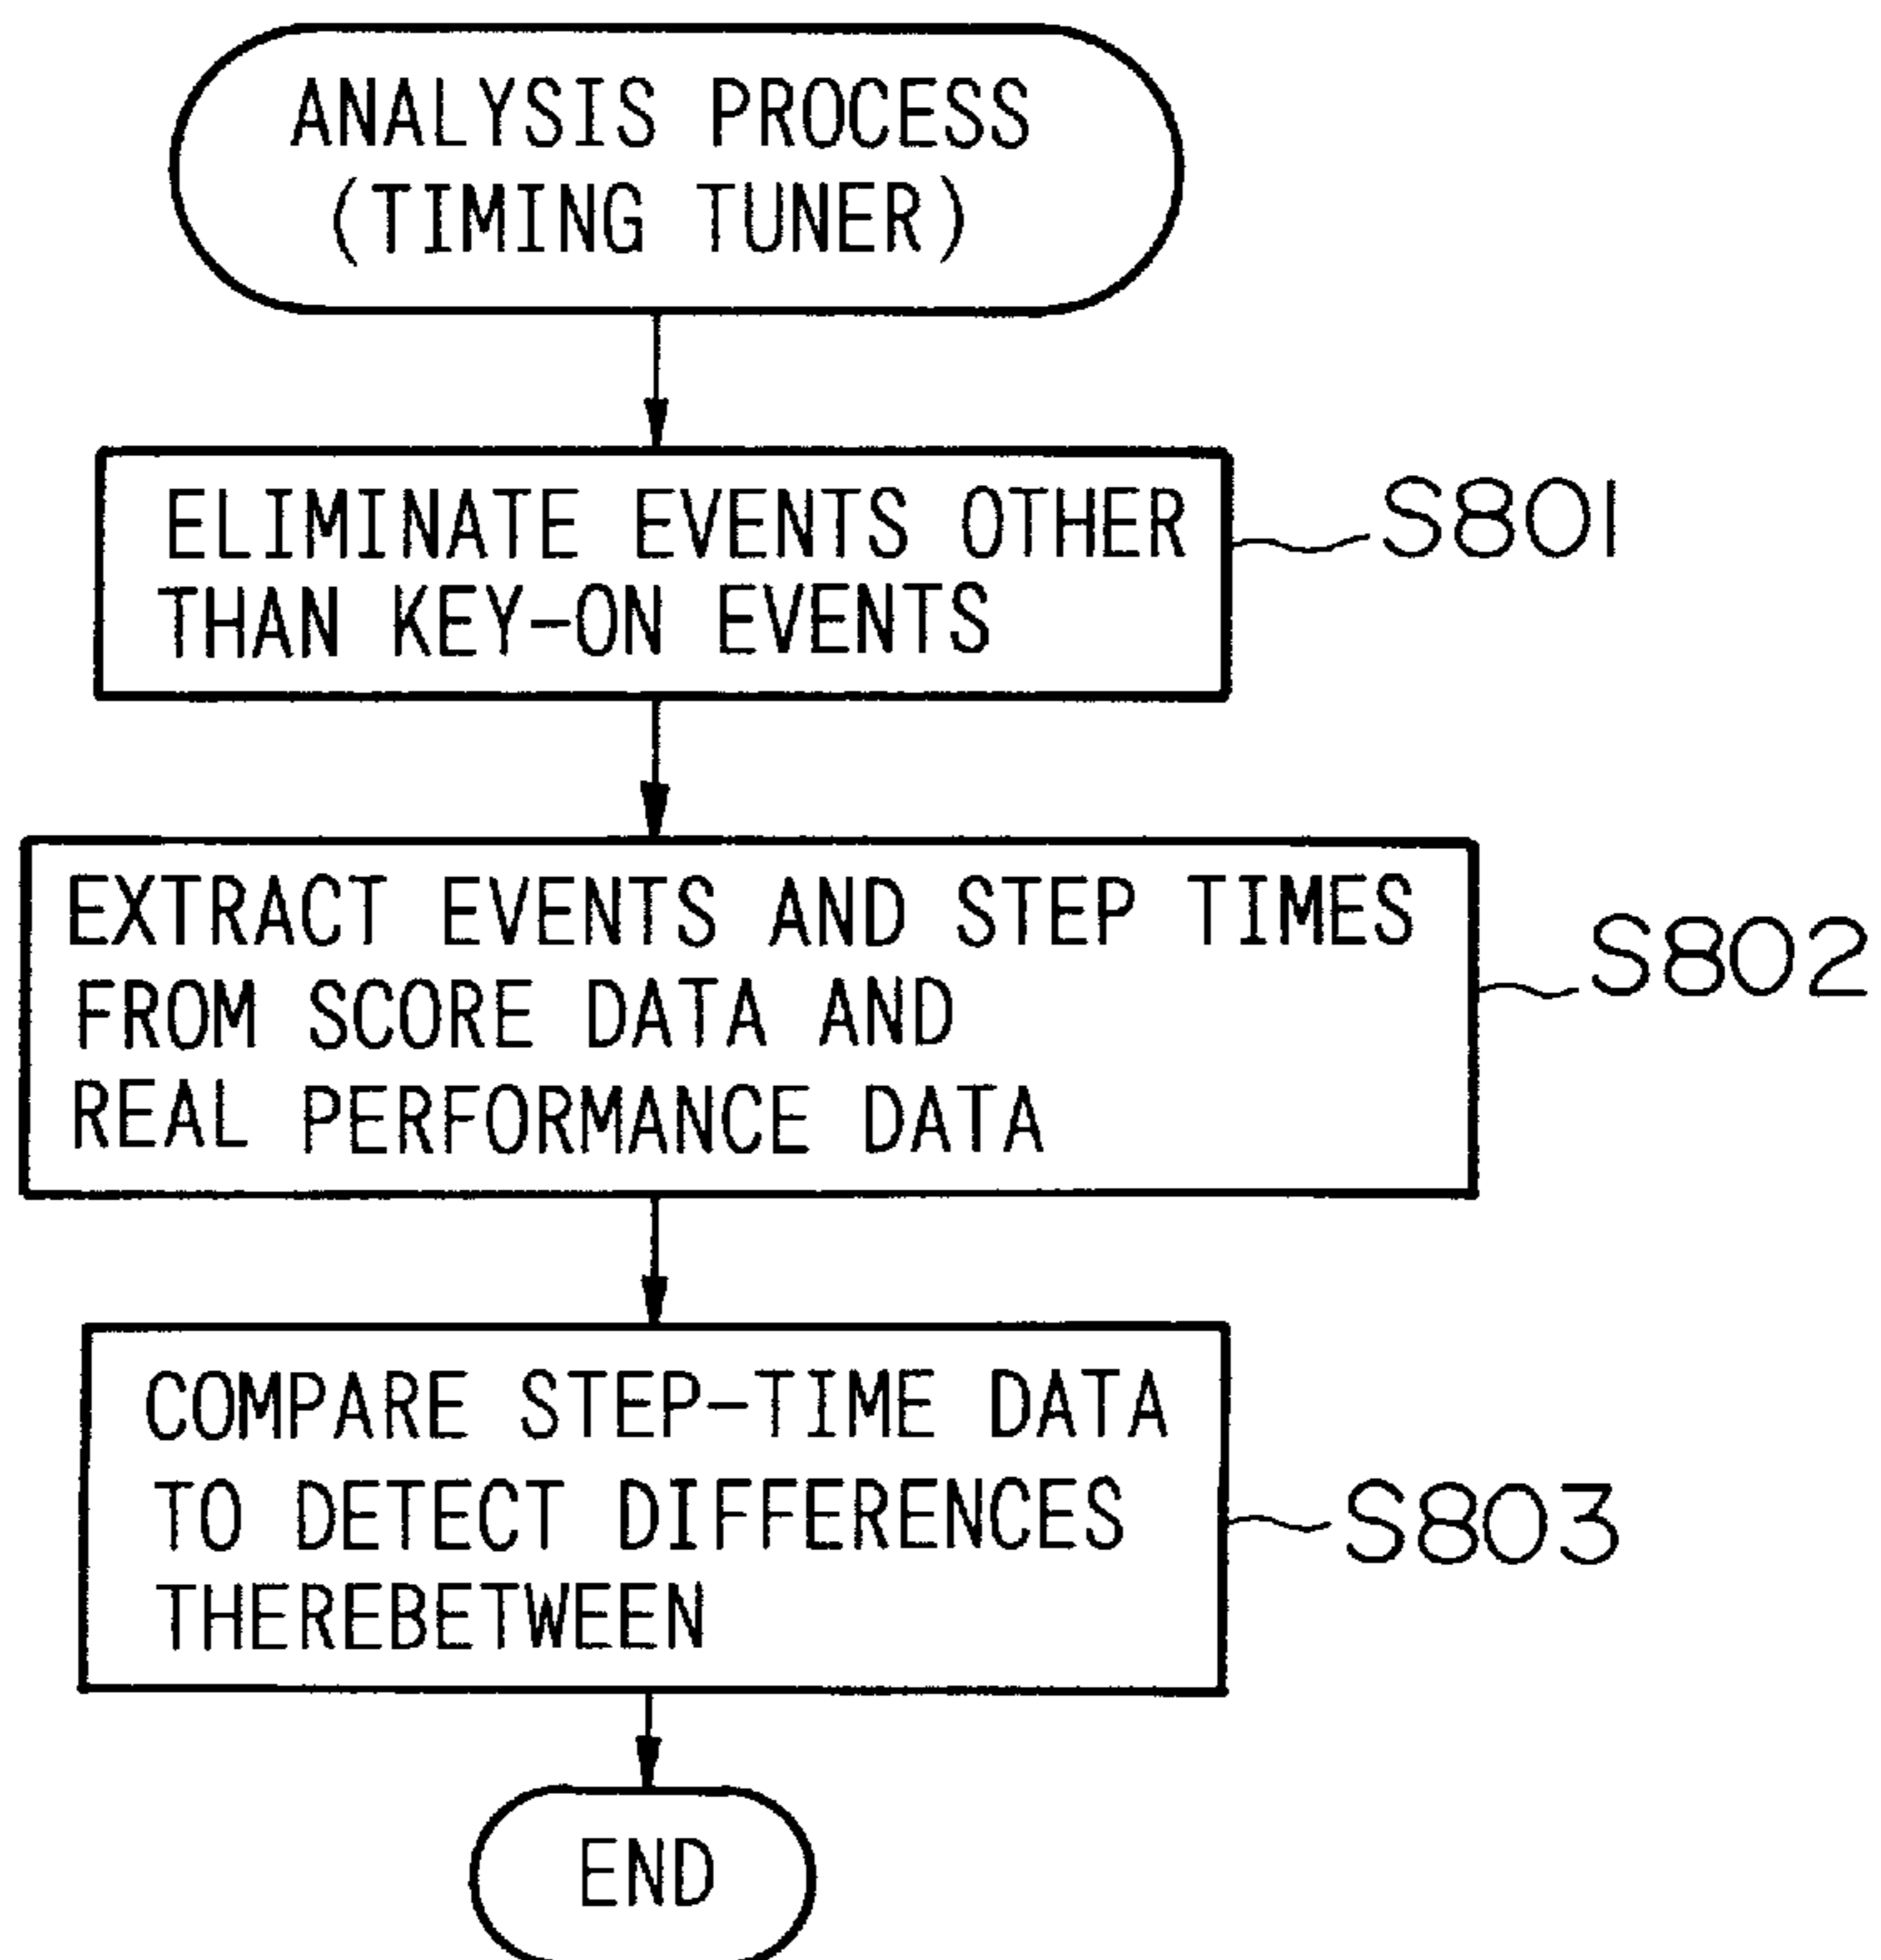 ANALYSIS PROCESS
(TIMING TUNER)
ELIMINATE EVENTS OTHER
THAN KEY-ON EVENTS
S801
EXTRACT EVENTS AND STEP TIMES
FROM SCORE DATA AND
REAL PERFORMANCE DATA
S802
COMPARE STEP-TIME DATA
TO DETECT DIFFERENCES
THEREBETWEEN
S803
END